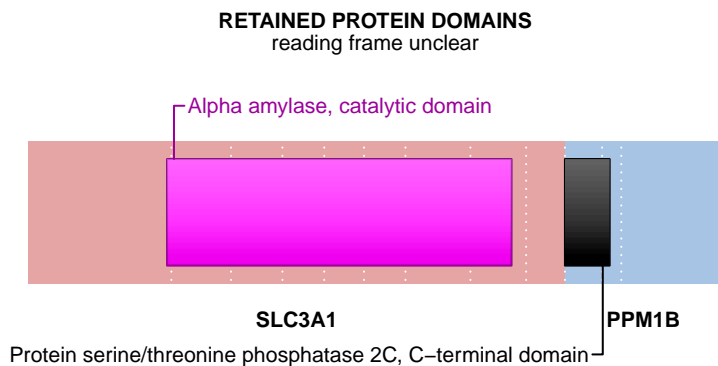 RETAINED PROTEIN DOMAINS
reading frame unclear
Alpha amylase, catalytic domain
SLC3A1 PPM1B
Protein serine/threonine phosphatase 2C, C−terminal domain